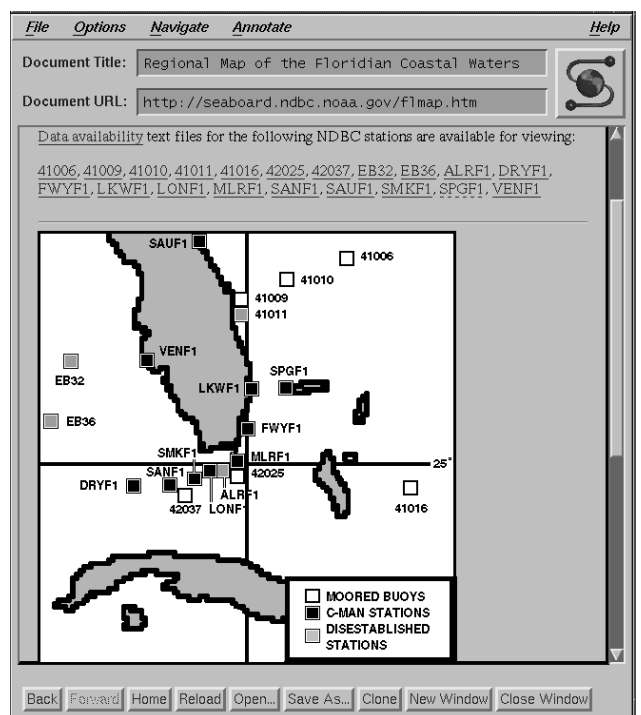 File Options Navigate Annotate Help
Document Title: Regional Map of the Floridian Coastal Waters
Document URL: http://seaboard.ndbc.noaa.gov/flmap.htm
Data availability text files for the following NDBC stations are available for viewing:
41006, 41009, 41010, 41011, 41016, 42025, 42037, EB32, EB36, ALRF1, DRYF1,
FWYF1, LKWF1, LONF1, MLRF1, SANF1, SAUF1, SMKF1, SPGF1, VENF1
SAUF1
41006
41010
41009
41011
VENF1
SPGF1
EB32
LKWF1
EB36
FWYF1
SMKF1
MLRF1
25°
SANF1
42025
DRYF1
ALRF1
42037
LONF1
41016
MOORED BUOYS
C-MAN STATIONS
DISESTABLISHED
STATIONS
Back Forward Home Reload Open... Save As... Clone New Window Close Window